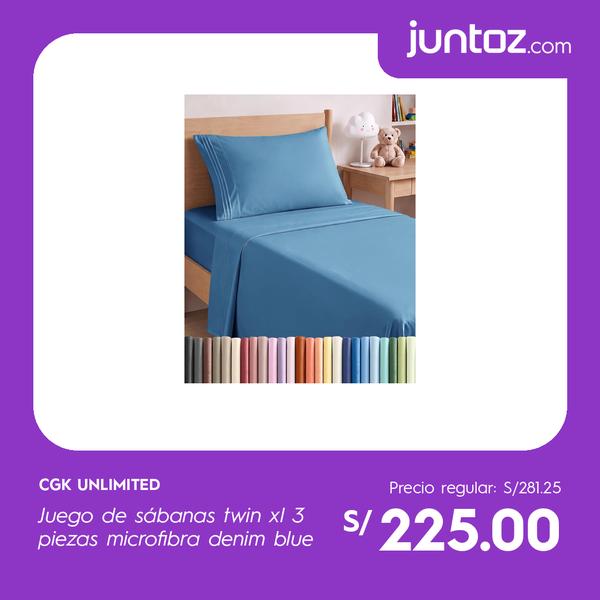 juntoz.com
CGK UNLIMITED
Juego de sábanas twin xl 3
piezas microfibra denim blue
Precio regular: S/281.25
S/ 225.00